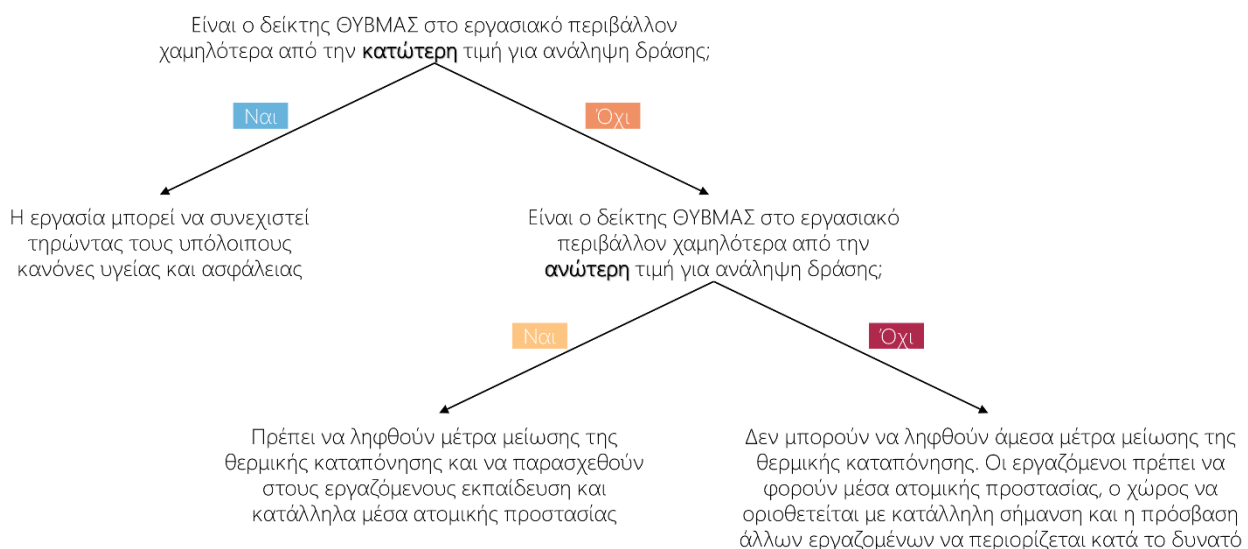 Είναι ο δείκτης ΘΥΒΜΑΣ στο εργασιακό περιβάλλον
χαμηλότερα από την κατώτερη τιμή για ανάληψη δράσης;
Ναι
Όχι
Η εργασία μπορεί να συνεχιστεί
τηρώντας τους υπόλοιπους
κανόνες υγείας και ασφάλειας
Είναι ο δείκτης ΘΥΒΜΑΣ στο εργασιακό
περιβάλλον χαμηλότερα από την
ανώτερη τιμή για ανάληψη δράσης;
Ναι
Όχι
Πρέπει να ληφθούν μέτρα μείωσης της
θερμικής καταπόνησης και να παρασχεθούν
στους εργαζόμενους εκπαίδευση και
κατάλληλα μέσα ατομικής προστασίας
Δεν μπορούν να ληφθούν άμεσα μέτρα μείωσης της
θερμικής καταπόνησης. Οι εργαζόμενοι πρέπει να
φορούν μέσα ατομικής προστασίας, ο χώρος να
οριοθετείται με κατάλληλη σήμανση και η πρόσβαση
άλλων εργαζομένων να περιορίζεται κατά το δυνατό